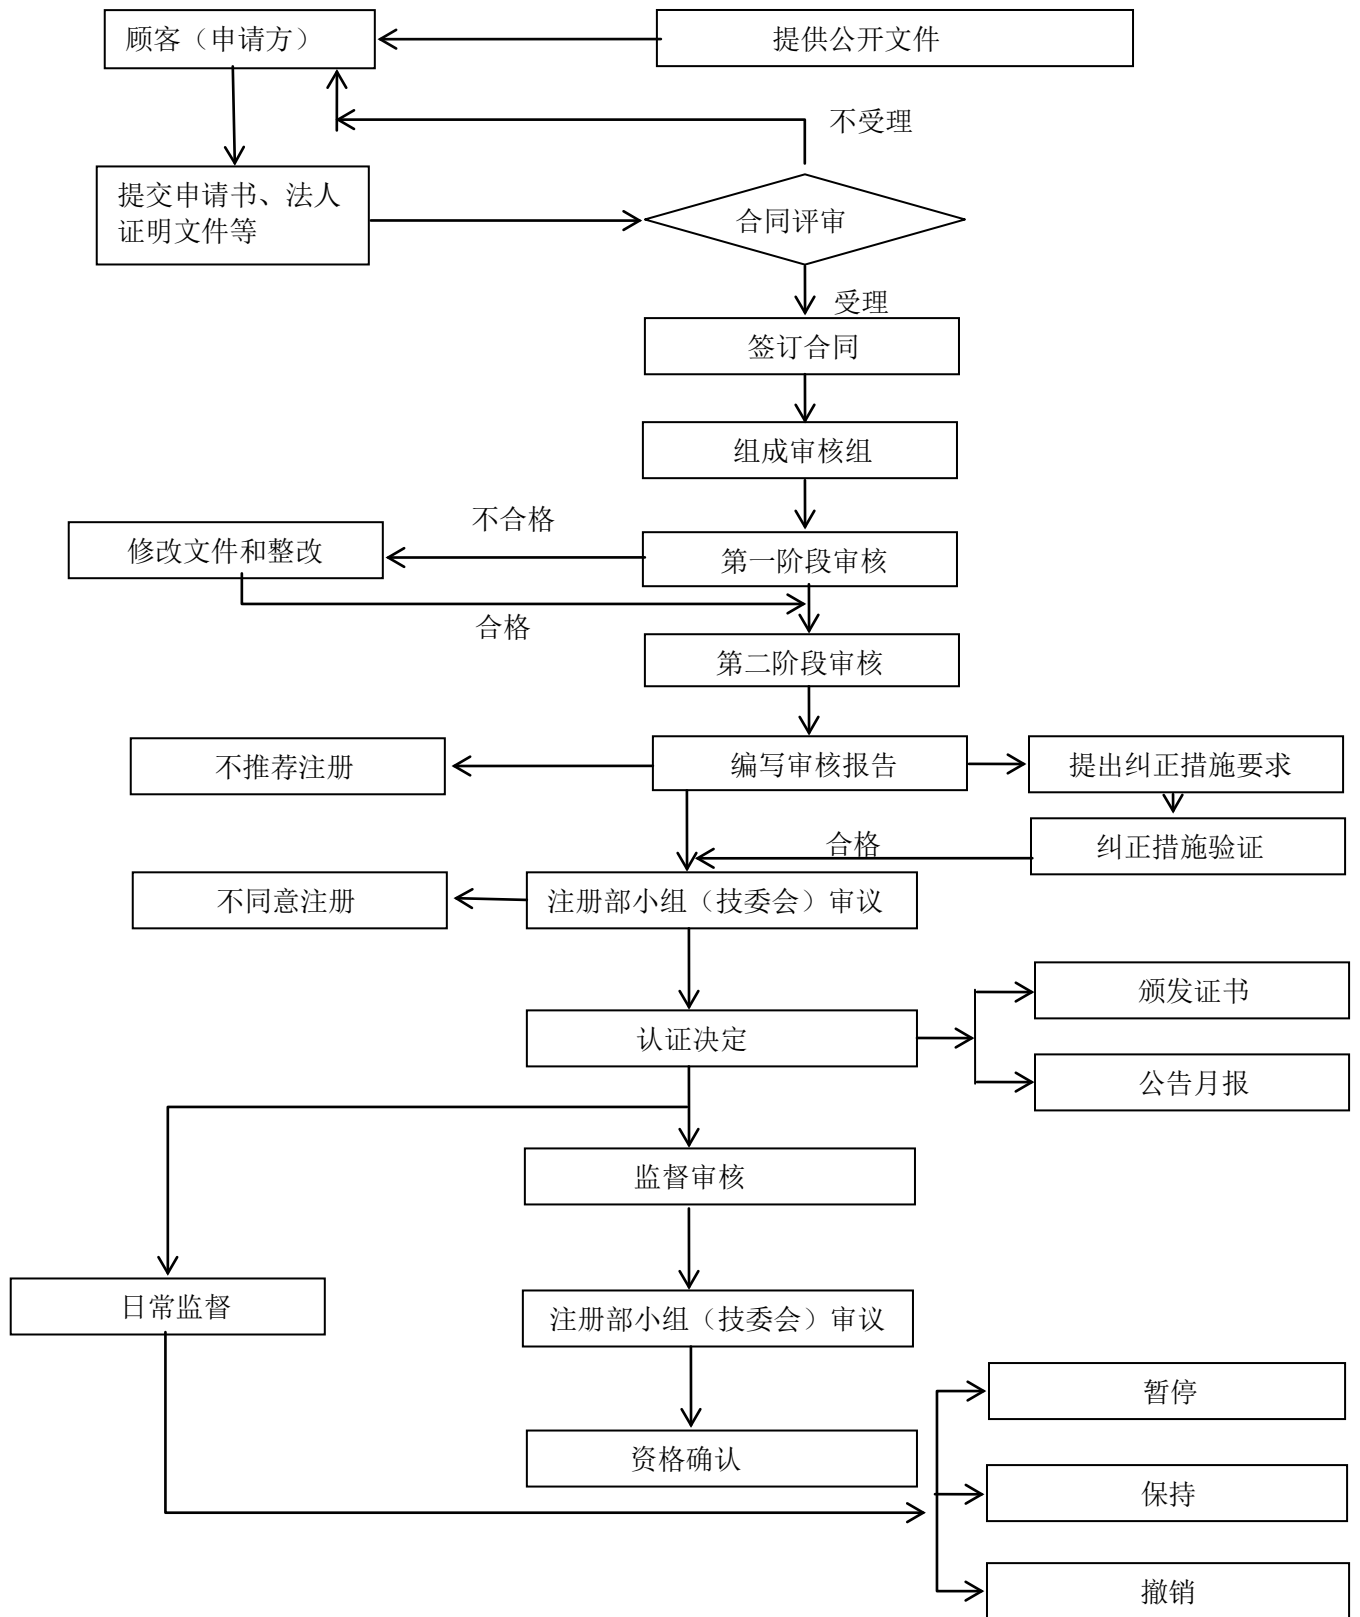 顾客（申请方）
提供公开文件
不受理
提交申请书、法人
证明文件等
合同评审
受理
签订合同
组成审核组
不合格
修改文件和整改
第一阶段审核
合格
第二阶段审核
不推荐注册
编写审核报告
提出纠正措施要求
合格
纠正措施验证
不同意注册
注册部小组（技委会）审议
颁发证书
认证决定
公告月报
监督审核
日常监督
注册部小组（技委会）审议
暂停
资格确认
保持
撤销